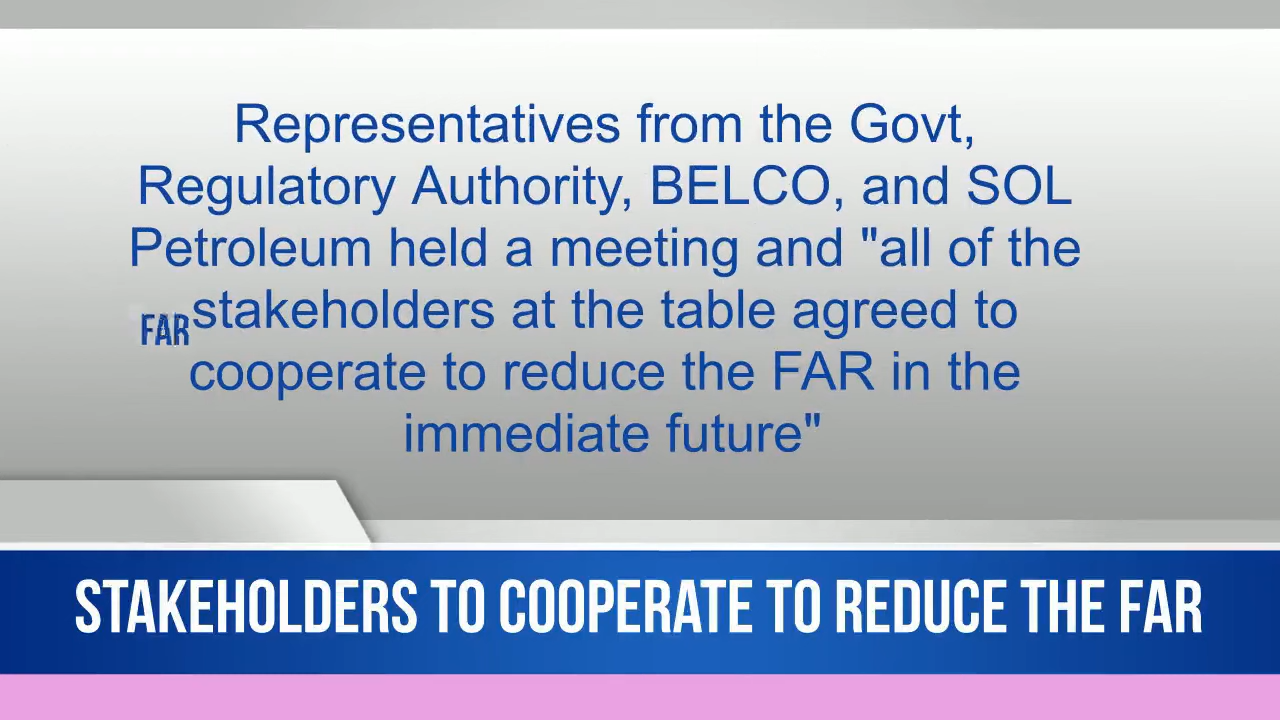 Representatives from the Govt,
Regulatory Authority, BELCO, and SOL
Petroleum held a meeting and "all of the
stakeholders at the table agreed to
FAR
cooperate to reduce the FAR in the
immediate future"
STAKEHOLDERS TO COOPERATE TO REDUCE THE FAR